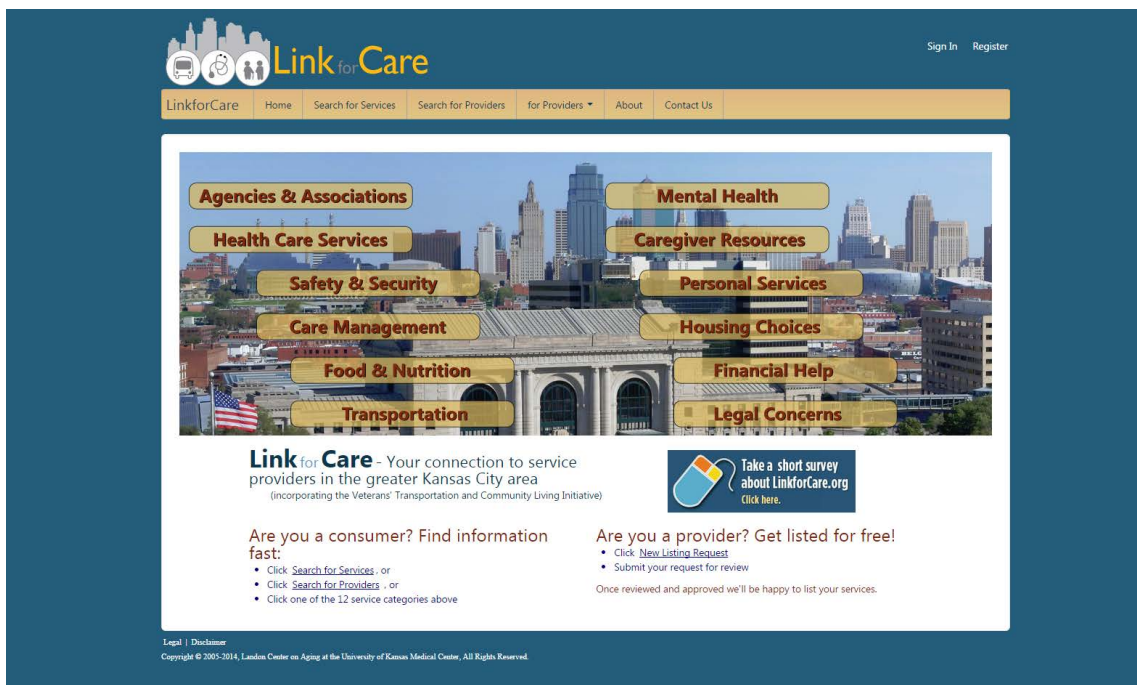 Link for Care
Sign In Register
LinkforCare Home Search for Services Search for Providers for Providers About Contact Us
Agencies & Associations
Mental Health
Health Care Services
Caregiver Resources
Safety & Security
Personal Services
Care Management
Housing Choices
Food & Nutrition
Financial Help
Transportation
Legal Concerns
Link for Care - Your connection to service
providers in the greater Kansas City area
(incorporating the Veterans' Transportation and Community Living Initiative)
Take a short survey
about LinkforCare.org
Click here.
Are you a consumer? Find information
fast:
• Click Search for Services , or
• Click Search for Providers , or
• Click one of the 12 service categories above
Are you a provider? Get listed for free!
• Click New Listing Request
• Submit your request for review
Once reviewed and approved we'll be happy to list your services.
Legal | Disclaimer
Copyright © 2005-2014, Landon Center on Aging at the University of Kansas Medical Center, All Rights Reserved.